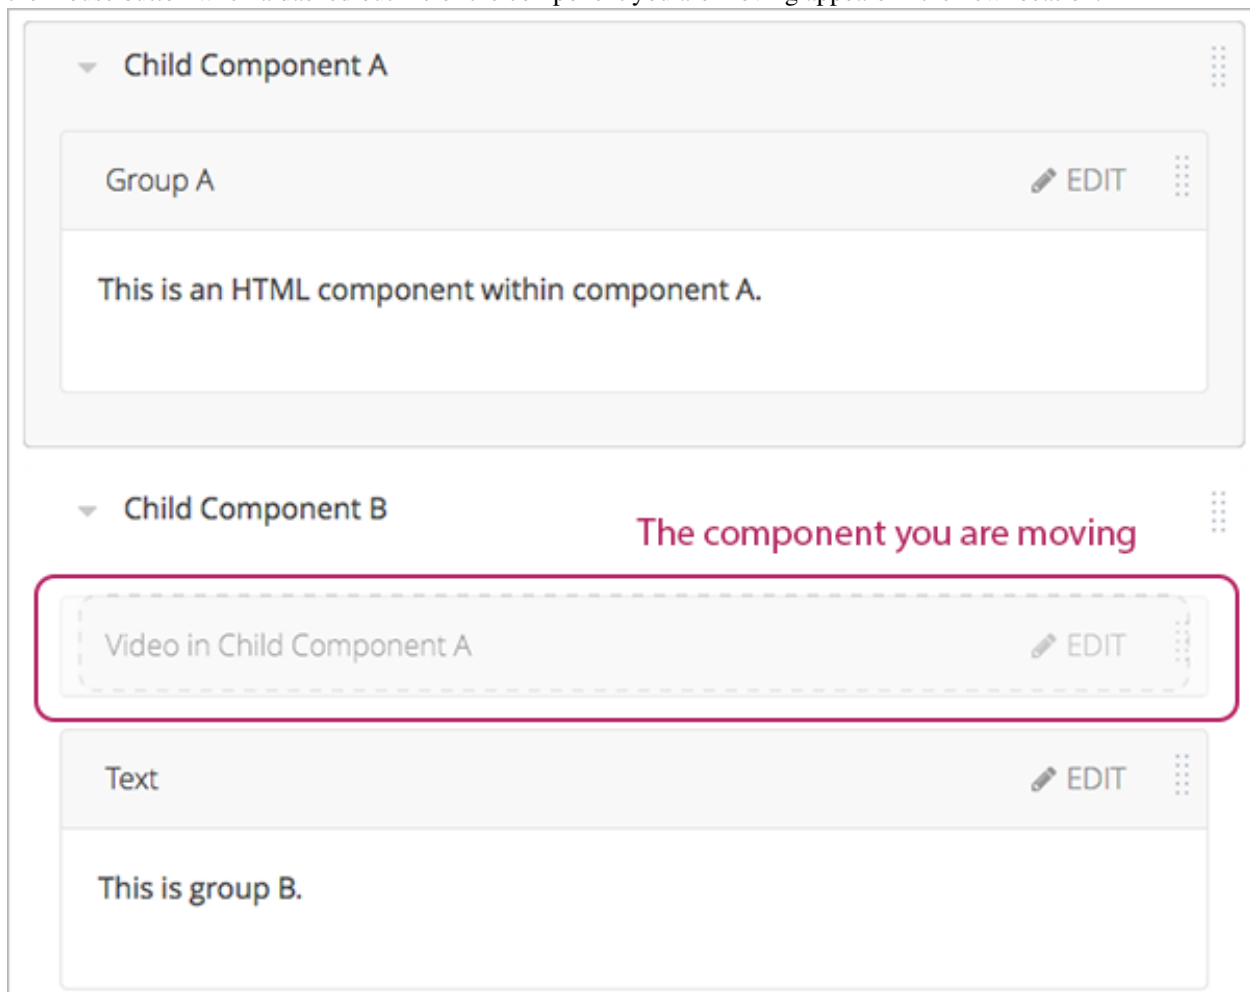 Child Component A
Group A EDIT
This is an HTML component within component A.
Child Component B
The component you are moving
Video in Child Component A EDIT
Text EDIT
This is group B.